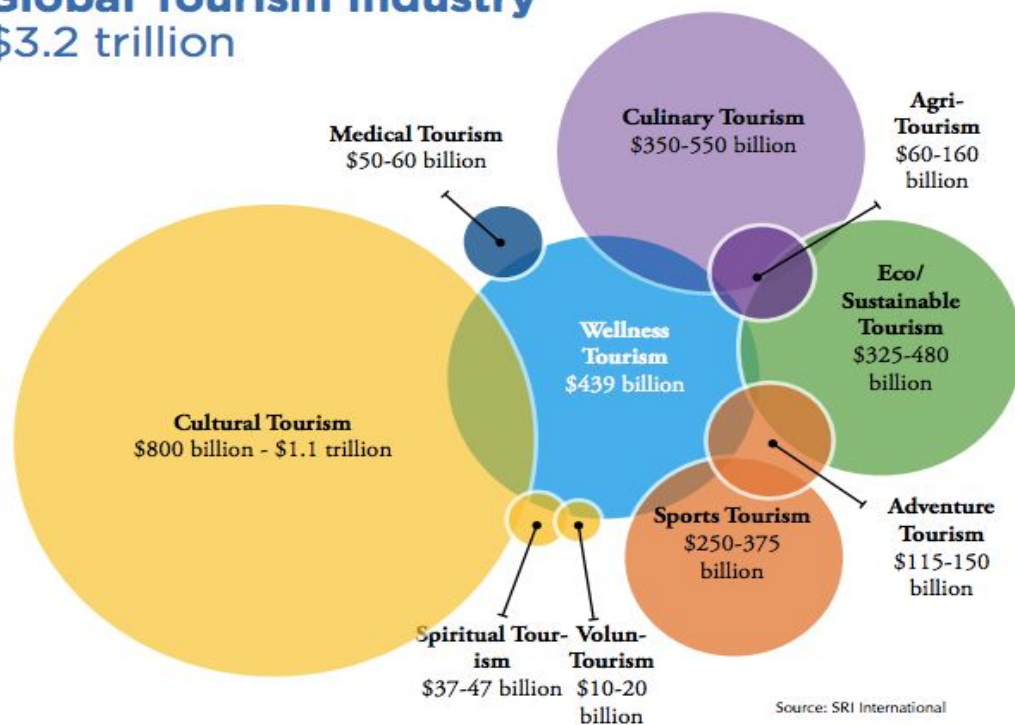 Global Tourism Industry
$3.2 trillion
Medical Tourism
$50-60 billion
Culinary Tourism
$350-550 billion
Agri-
Tourism
$60-160
billion
Eco/
Sustainable
Tourism
$325-480
billion
Wellness
Tourism
$439 billion
Cultural Tourism
$800 billion - $1.1 trillion
Sports Tourism
$250-375
billion
Adventure
Tourism
$115-150
billion
Spiritual Tour-
ism
$37-47 billion
Volun-
Tourism
$10-20
billion
Source: SRI International